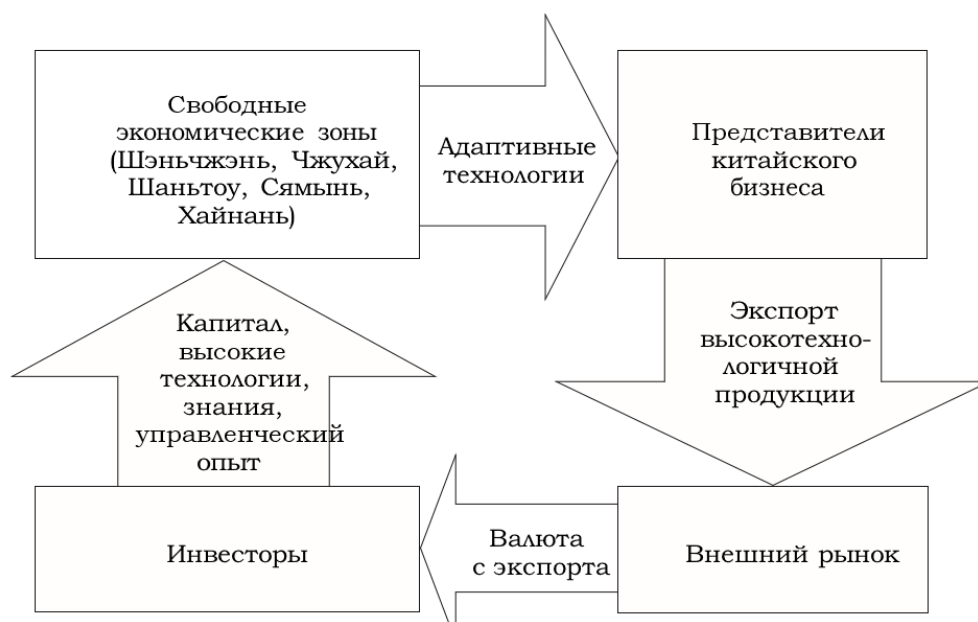 Свободные
экономические зоны
(Шэньчжэнь, Чжухай,
Шаньтоу, Сямынь,
Хайнань)
Адаптивные
технологии
Представители
китайского
бизнеса
Капитал,
высокие
технологии,
знания,
управленческий
опыт
Экспорт
высокотехно-
логичной
продукции
Инвесторы
Валюта
с экспорта
Внешний рынок